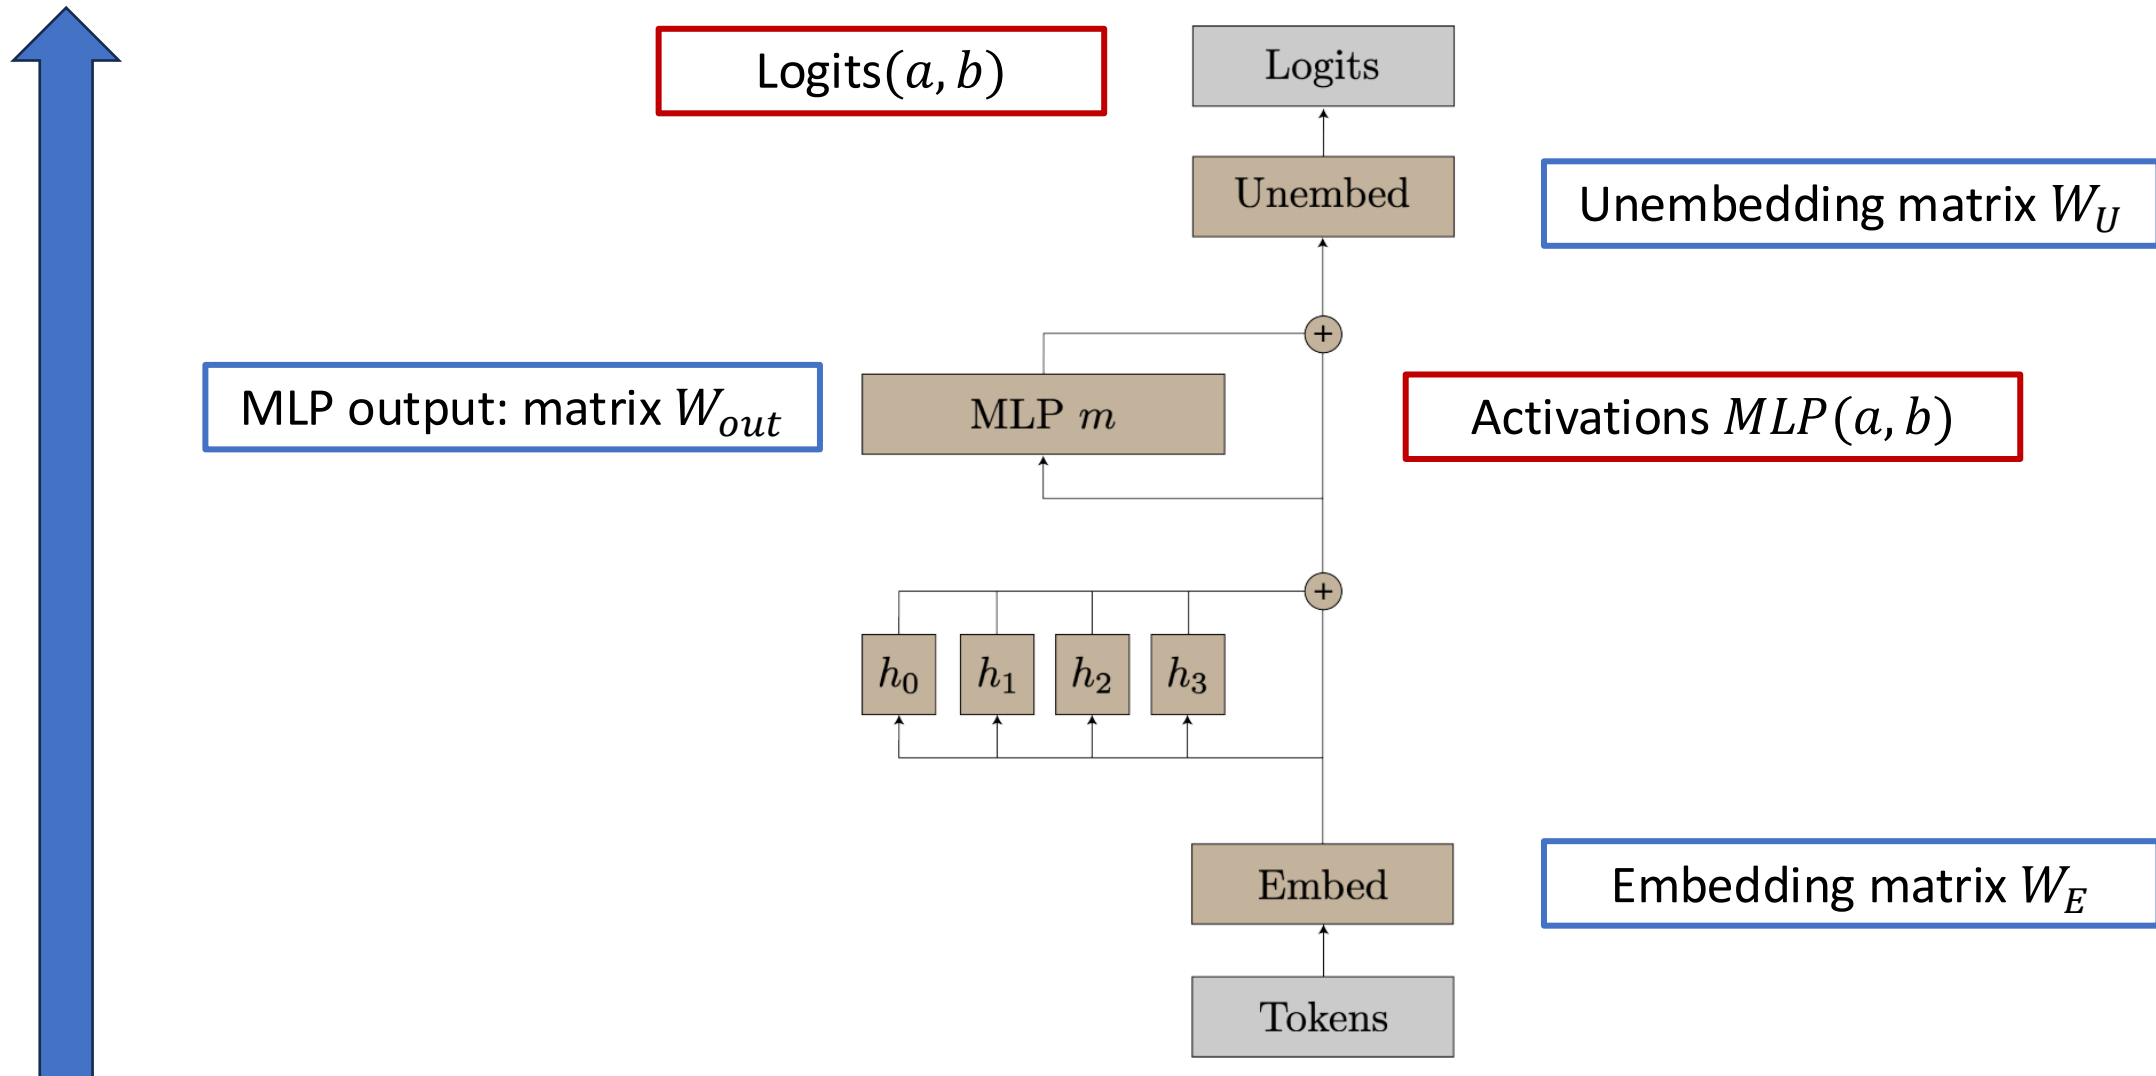 Logits(a, b)
Logits
Unembed
Unembedding matrix W_U
+
MLP output: matrix W_out
MLP m
Activations MLP(a, b)
+
h_0 h_1 h_2 h_3
Embed
Embedding matrix W_E
Tokens